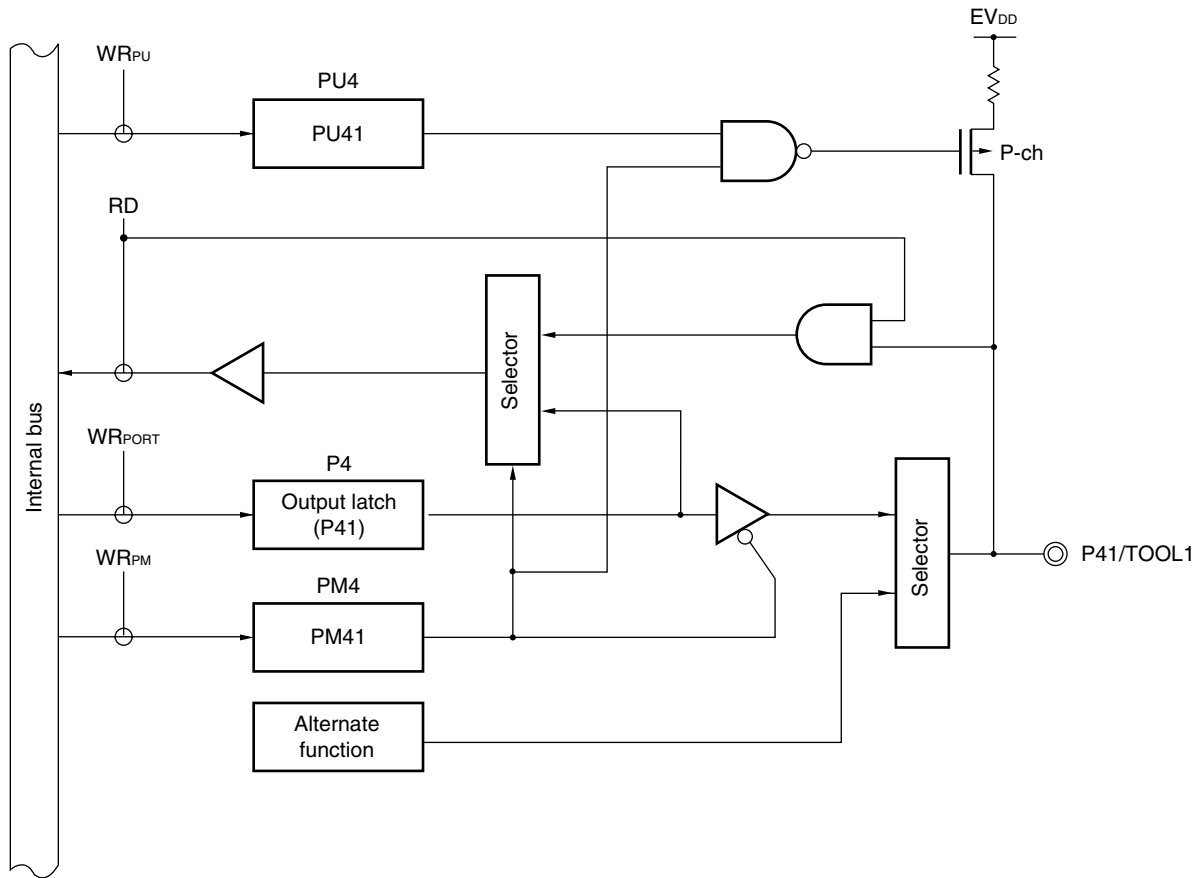 EVDD
WRPU
PU4
PU41
P-ch
RD
Selector
Internal bus
WRPORT
P4
Output latch
(P41)
Selector
P41/TOOL1
WRPM
PM4
PM41
Alternate
function